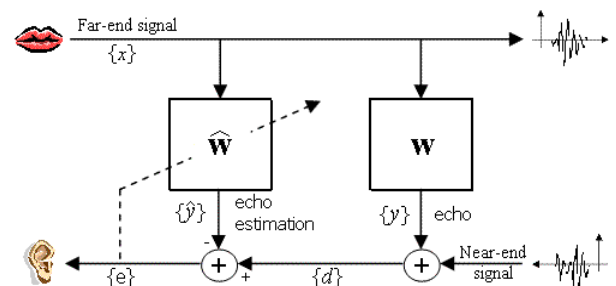 Far-end signal
{x}
ŵ
w
{ŷ}
echo
estimation
{y}
echo
-
+
+
+
{e}
{d}
Near-end
signal